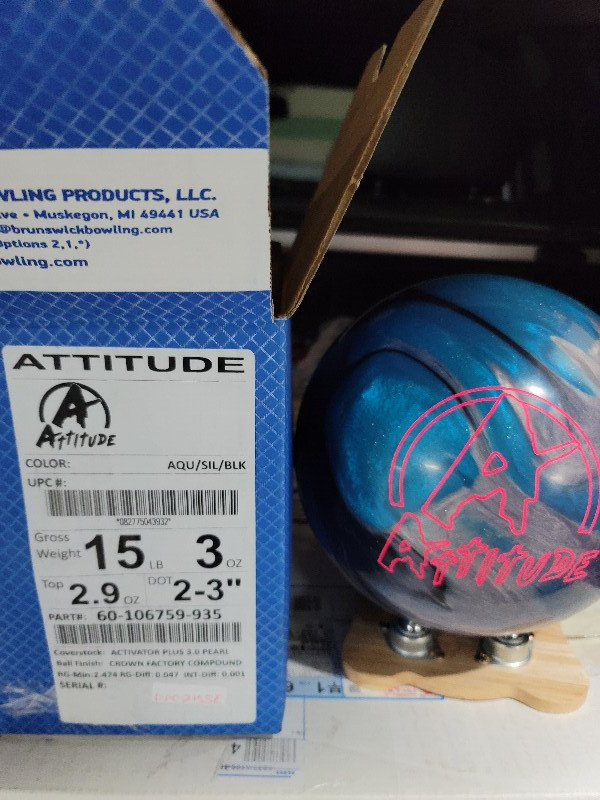 WLING PRODUCTS, LLC.
ve • Muskegon, MI 49441 USA
@brunswickbowling.com
ptions 2,1,*)
wling.com
ATTITUDE
A
ATTITUDE
COLOR: AQU/SIL/BLK
UPC #:
*082775043932*
Gross Weight 15 LB 3 OZ
Top 2.9 OZ DOT 2-3"
PART#: 60-106759-935
Coverstock: ACTIVATOR PLUS 3.0 PEARL
Ball Finish: CROWN FACTORY COMPOUND
RG-Min:2.474 RG-Diff:0.047 INT-Diff: 0.001
SERIAL #:
A
ATTITUDE